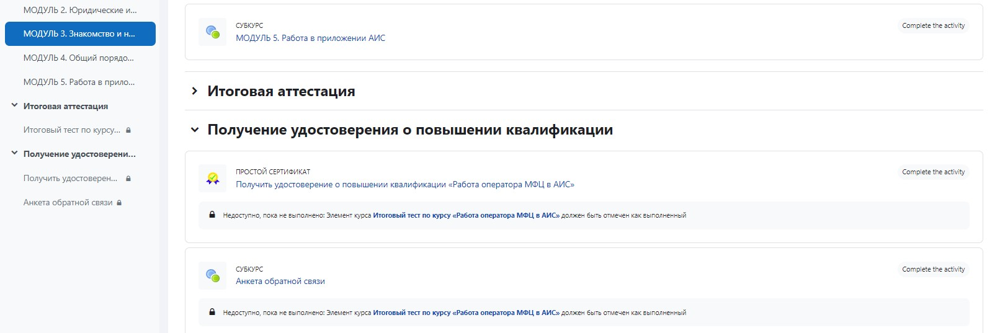 МОДУЛЬ 2. Юридические и...
МОДУЛЬ 3. Знакомство и н...
МОДУЛЬ 4. Общий порядо...
МОДУЛЬ 5. Работа в прило...
Итоговая аттестация
Итоговый тест по курсу...
Получение удостоверени...
Получить удостоверен...
Анкета обратной связи
СУБКУРС
Complete the activity
МОДУЛЬ 5. Работа в приложении АИС
Итоговая аттестация
Получение удостоверения о повышении квалификации
ПРОСТОЙ СЕРТИФИКАТ
Complete the activity
Получить удостоверение о повышении квалификации «Работа оператора МФЦ в АИС»
Недоступно, пока не выполнено: Элемент курса Итоговый тест по курсу «Работа оператора МФЦ в АИС» должен быть отмечен как выполненный
СУБКУРС
Complete the activity
Анкета обратной связи
Недоступно, пока не выполнено: Элемент курса Итоговый тест по курсу «Работа оператора МФЦ в АИС» должен быть отмечен как выполненный